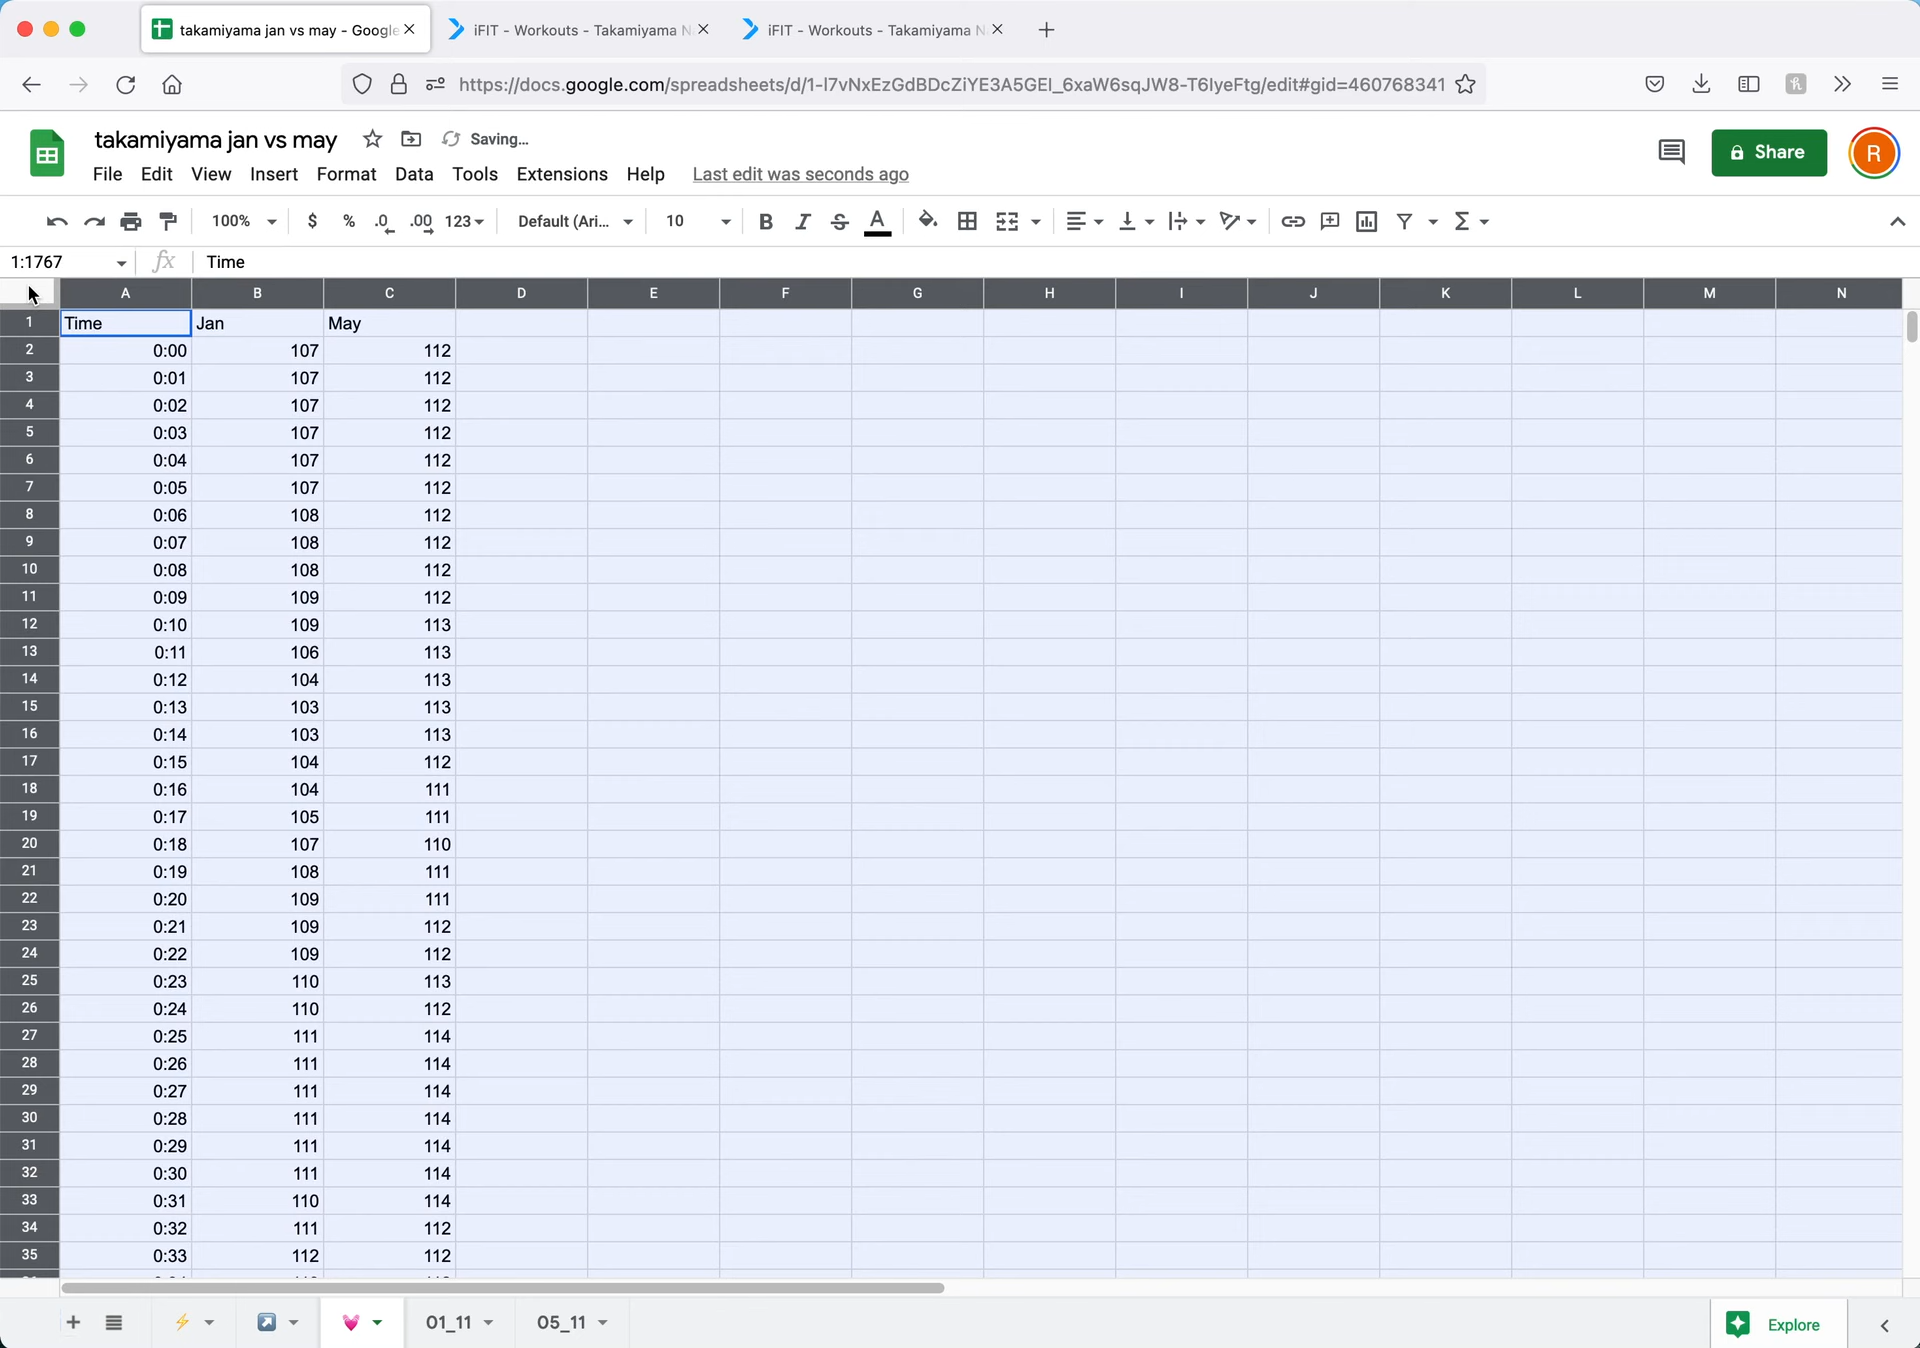 takamiyama jan vs may - Google
iFIT - Workouts - Takamiyama N
iFIT - Workouts - Takamiyama N
https://docs.google.com/spreadsheets/d/1-I7vNxEzGdBDcZiYE3A5GEI_6xaW6sqJW8-T6IyeFtg/edit#gid=460768341
takamiyama jan vs may Saving...
File Edit View Insert Format Data Tools Extensions Help Last edit was seconds ago
Share
R
100% $ % .0 .00 123 Default (Ari... 10 B I S A
1:1767 fx Time
A B C D E F G H I J K L M N
1 Time Jan May
2 0:00 107 112
3 0:01 107 112
4 0:02 107 112
5 0:03 107 112
6 0:04 107 112
7 0:05 107 112
8 0:06 108 112
9 0:07 108 112
10 0:08 108 112
11 0:09 109 112
12 0:10 109 113
13 0:11 106 113
14 0:12 104 113
15 0:13 103 113
16 0:14 103 113
17 0:15 104 112
18 0:16 104 111
19 0:17 105 111
20 0:18 107 110
21 0:19 108 111
22 0:20 109 111
23 0:21 109 112
24 0:22 109 112
25 0:23 110 113
26 0:24 110 112
27 0:25 111 114
28 0:26 111 114
29 0:27 111 114
30 0:28 111 114
31 0:29 111 114
32 0:30 111 114
33 0:31 110 114
34 0:32 111 112
35 0:33 112 112
01_11 05_11
Explore